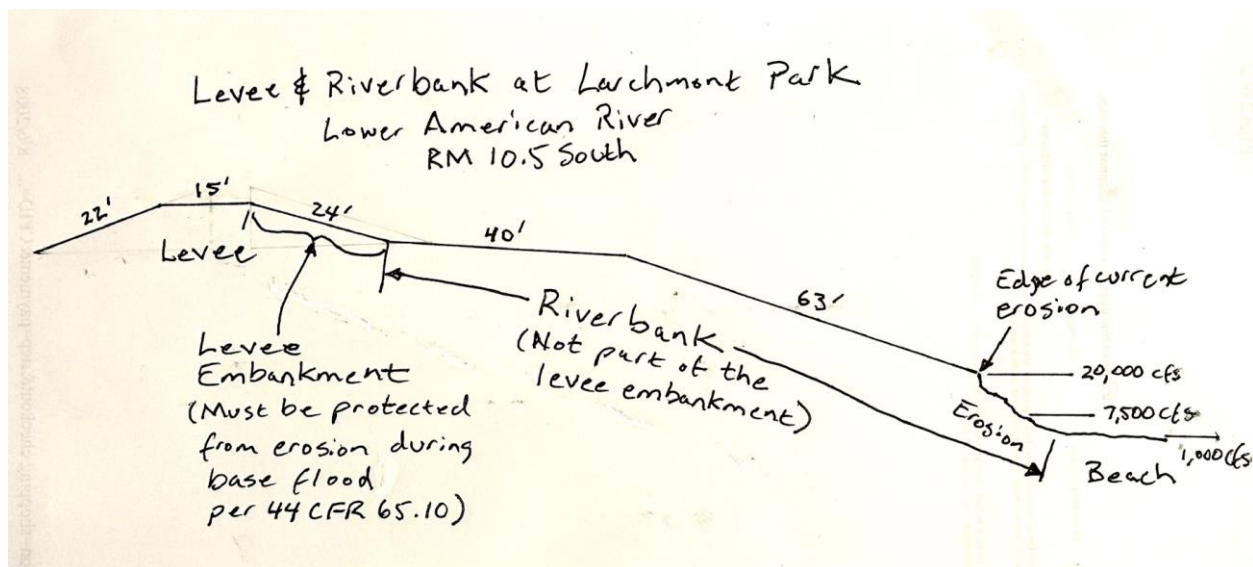 Levee & Riverbank at Larchmont Park
Lower American River
RM 10.5 South
22'
15'
24'
40'
63'
Levee
Edge of current
erosion
20,000 cfs
7,500 cfs
1,000 cfs
Erosion
Beach
Riverbank
(Not part of the
levee embankment)
Levee
Embankment
(Must be protected
from erosion during
base flood
per 44 CFR 65.10)